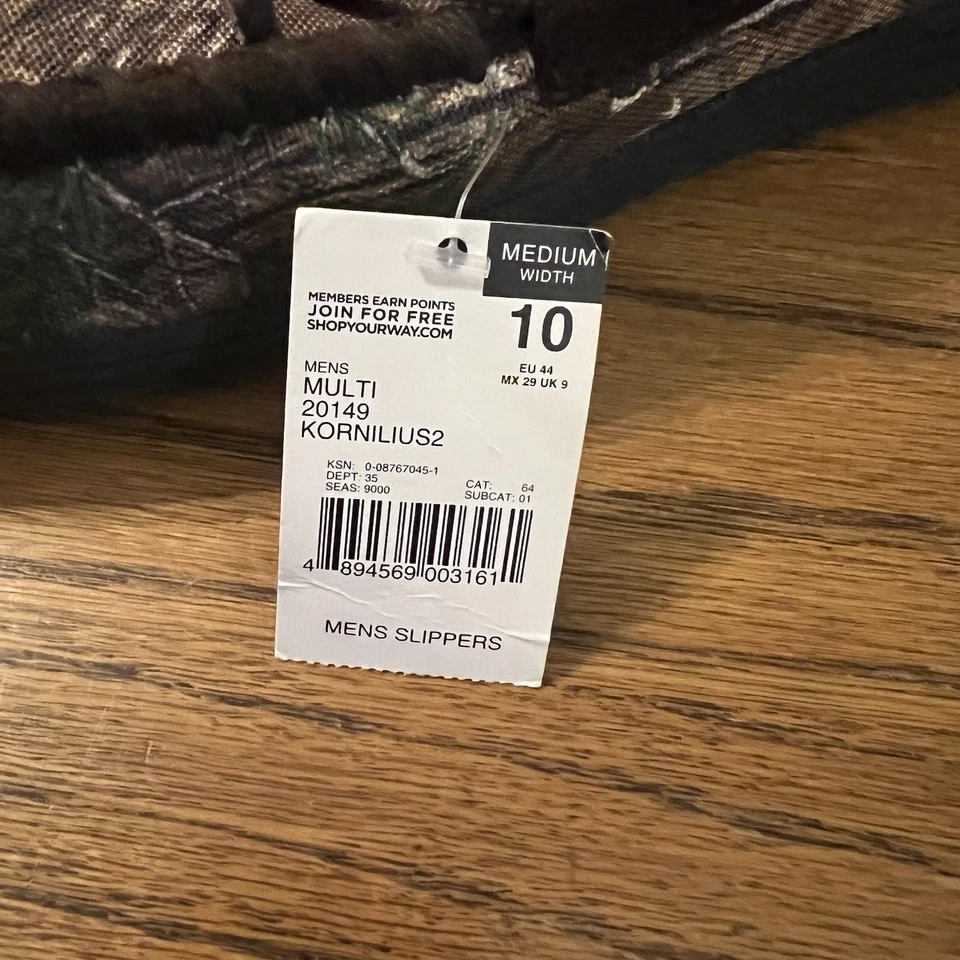 MEDIUM
WIDTH
MEMBERS EARN POINTS
JOIN FOR FREE
SHOPYOURWAY.COM
10
EU 44
MX 29 UK 9
MENS
MULTI
20149
KORNILIUS2
KSN: 0-08767045-1
DEPT: 35
SEAS: 9000
CAT: 64
SUBCAT: 01
4 894569 003161
MENS SLIPPERS